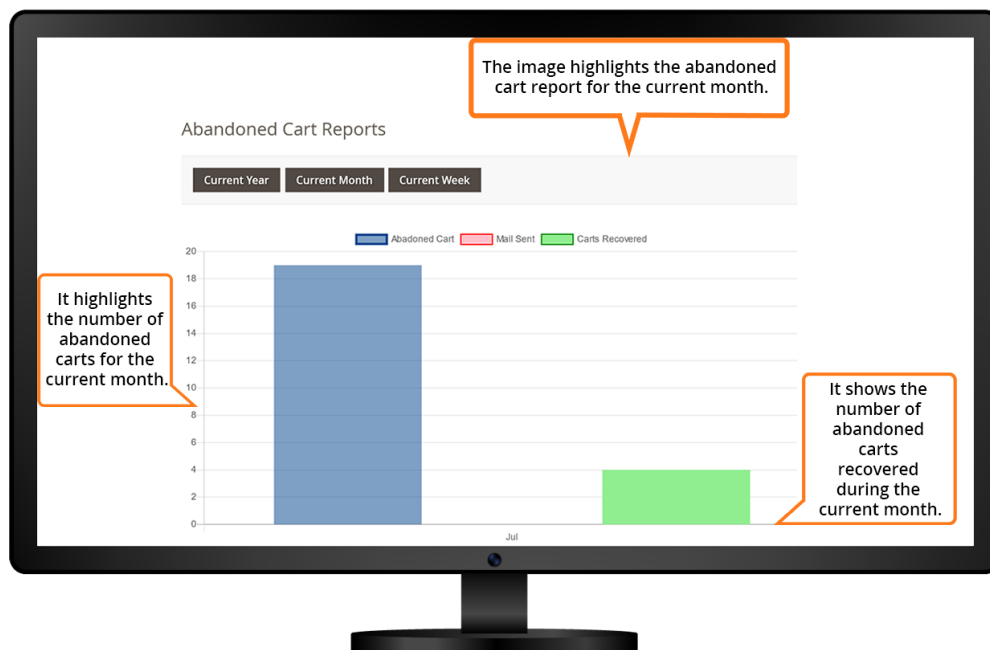 The image highlights the abandoned
cart report for the current month.
Abandoned Cart Reports
Current Year Current Month Current Week
Abadoned Cart Mail Sent Carts Recovered
20
18
16
14
12
10
8
6
4
2
0
Jul
It highlights
the number of
abandoned
carts for the
current month.
It shows the
number of
abandoned
carts
recovered
during the
current month.